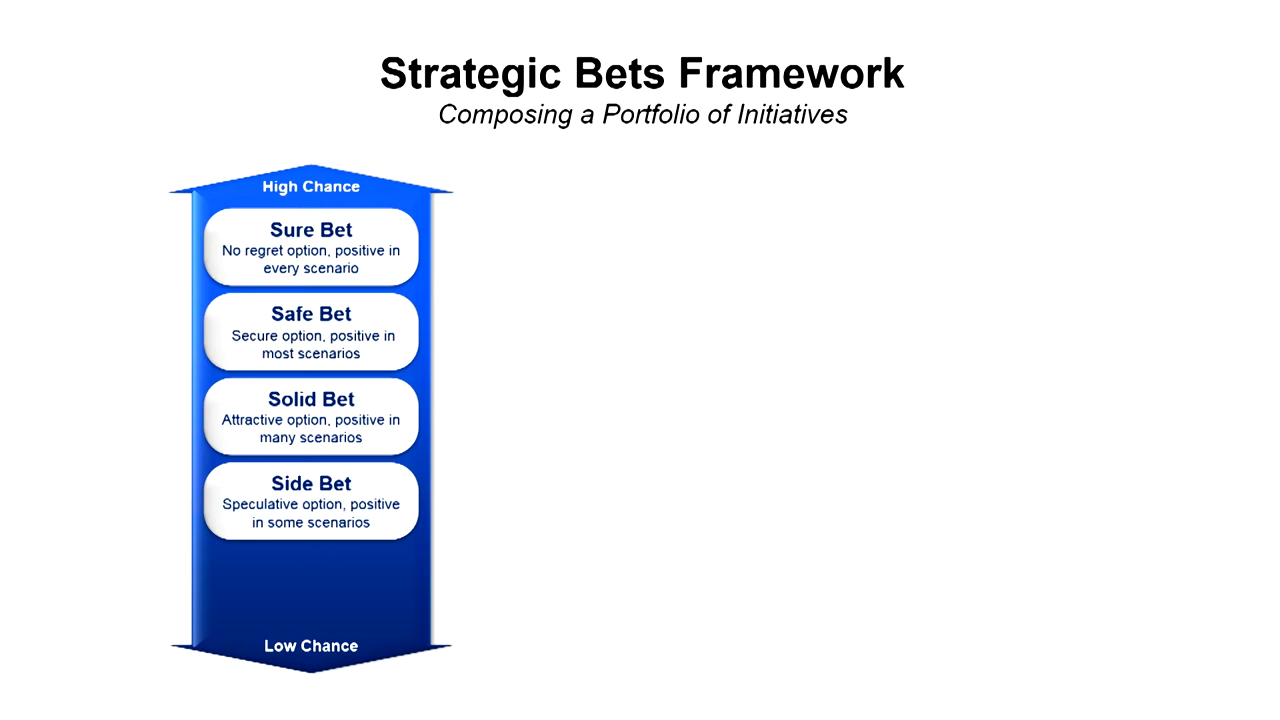 Strategic Bets Framework
Composing a Portfolio of Initiatives
High Chance
Sure Bet
No regret option, positive in
every scenario
Safe Bet
Secure option, positive in
most scenarios
Solid Bet
Attractive option, positive in
many scenarios
Side Bet
Speculative option, positive
in some scenarios
Low Chance